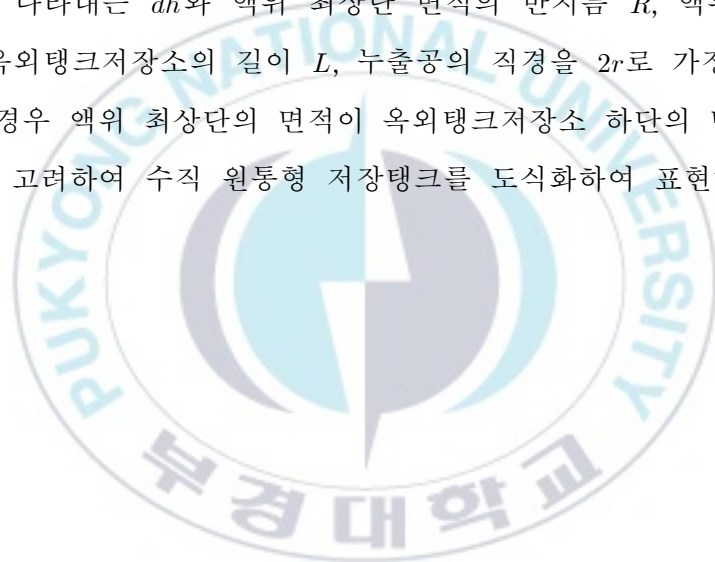 나타내는 dh와 액위 최상단 면적의 반지름 R, 액위
옥외탱크저장소의 길이 L, 누출공의 직경을 2r로 가정
경우 액위 최상단의 면적이 옥외탱크저장소 하단의
고려하여 수직 원통형 저장탱크를 도식화하여 표현
PUKYONG NATIONAL UNIVERSITY
부경대학교